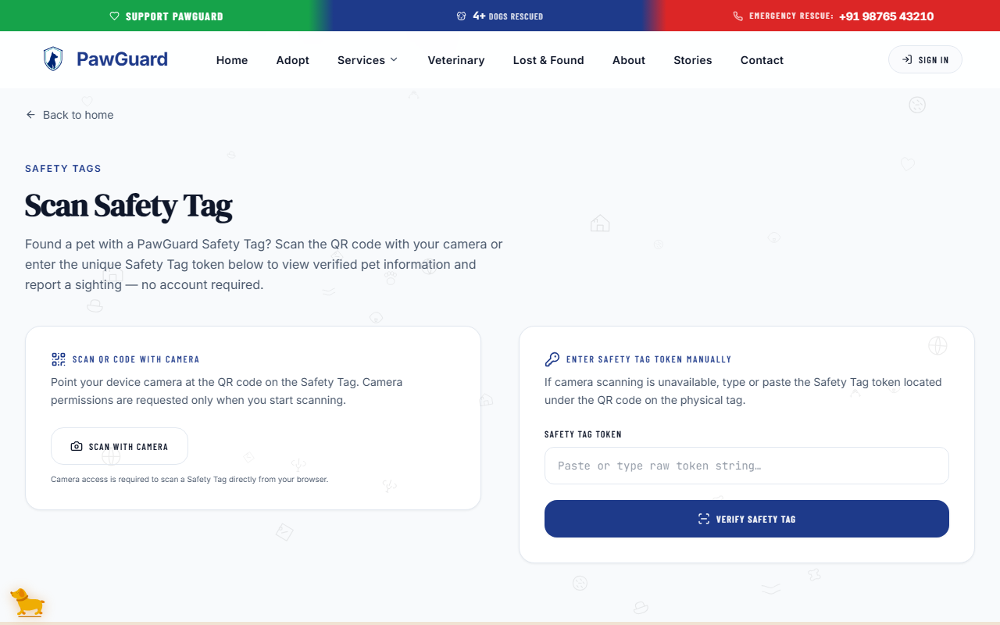 SUPPORT PAWGUARD
4+ DOGS RESCUED
EMERGENCY RESCUE: +91 98765 43210
PawGuard
Home
Adopt
Services
Veterinary
Lost & Found
About
Stories
Contact
SIGN IN
Back to home
SAFETY TAGS
Scan Safety Tag
Found a pet with a PawGuard Safety Tag? Scan the QR code with your camera or
enter the unique Safety Tag token below to view verified pet information and
report a sighting — no account required.
SCAN QR CODE WITH CAMERA
Point your device camera at the QR code on the Safety Tag. Camera
permissions are requested only when you start scanning.
SCAN WITH CAMERA
Camera access is required to scan a Safety Tag directly from your browser.
ENTER SAFETY TAG TOKEN MANUALLY
If camera scanning is unavailable, type or paste the Safety Tag token located
under the QR code on the physical tag.
SAFETY TAG TOKEN
Paste or type raw token string…
VERIFY SAFETY TAG